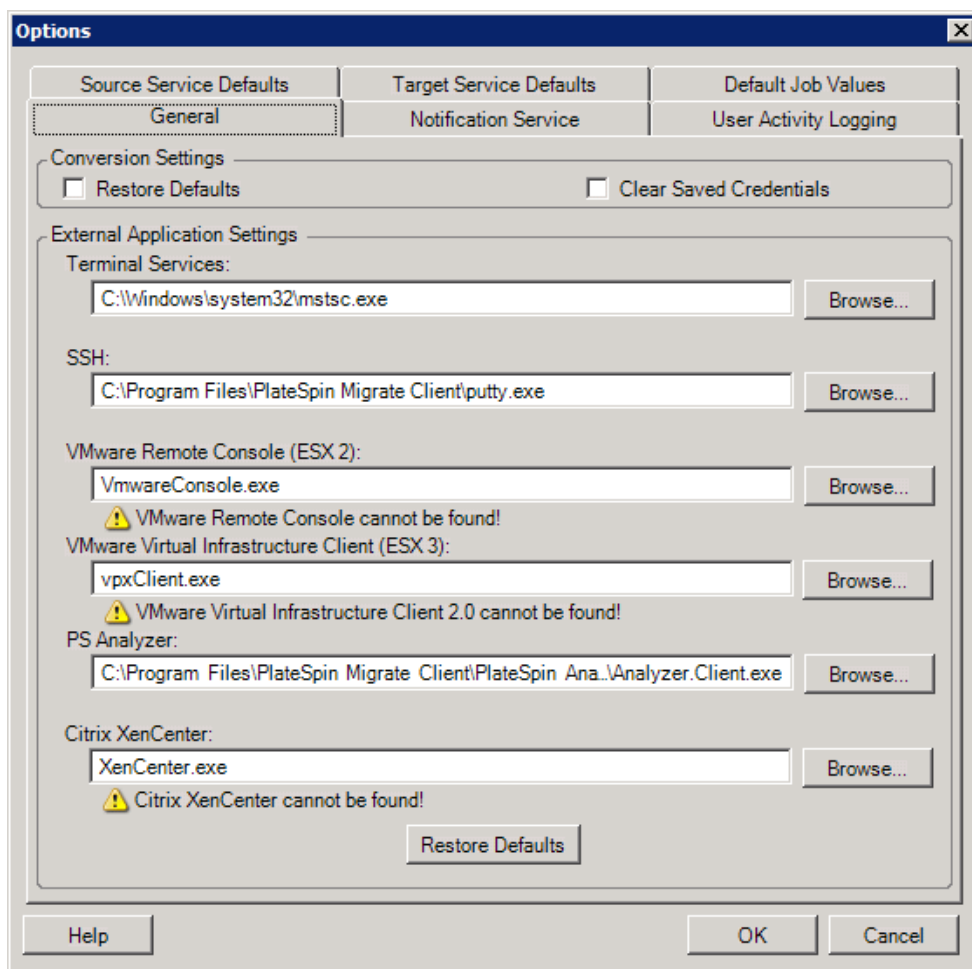 Options
Source Service Defaults
Target Service Defaults
Default Job Values
General
Notification Service
User Activity Logging
Conversion Settings
Restore Defaults
Clear Saved Credentials
External Application Settings
Terminal Services:
C:\Windows\system32\mstsc.exe
Browse...
SSH:
C:\Program Files\PlateSpin Migrate Client\putty.exe
Browse...
VMware Remote Console (ESX 2):
VmwareConsole.exe
Browse...
VMware Remote Console cannot be found!
VMware Virtual Infrastructure Client (ESX 3):
vpxClient.exe
Browse...
VMware Virtual Infrastructure Client 2.0 cannot be found!
PS Analyzer:
C:\Program Files\PlateSpin Migrate Client\PlateSpin Ana..\Analyzer.Client.exe
Browse...
Citrix XenCenter:
XenCenter.exe
Browse...
Citrix XenCenter cannot be found!
Restore Defaults
Help
OK
Cancel